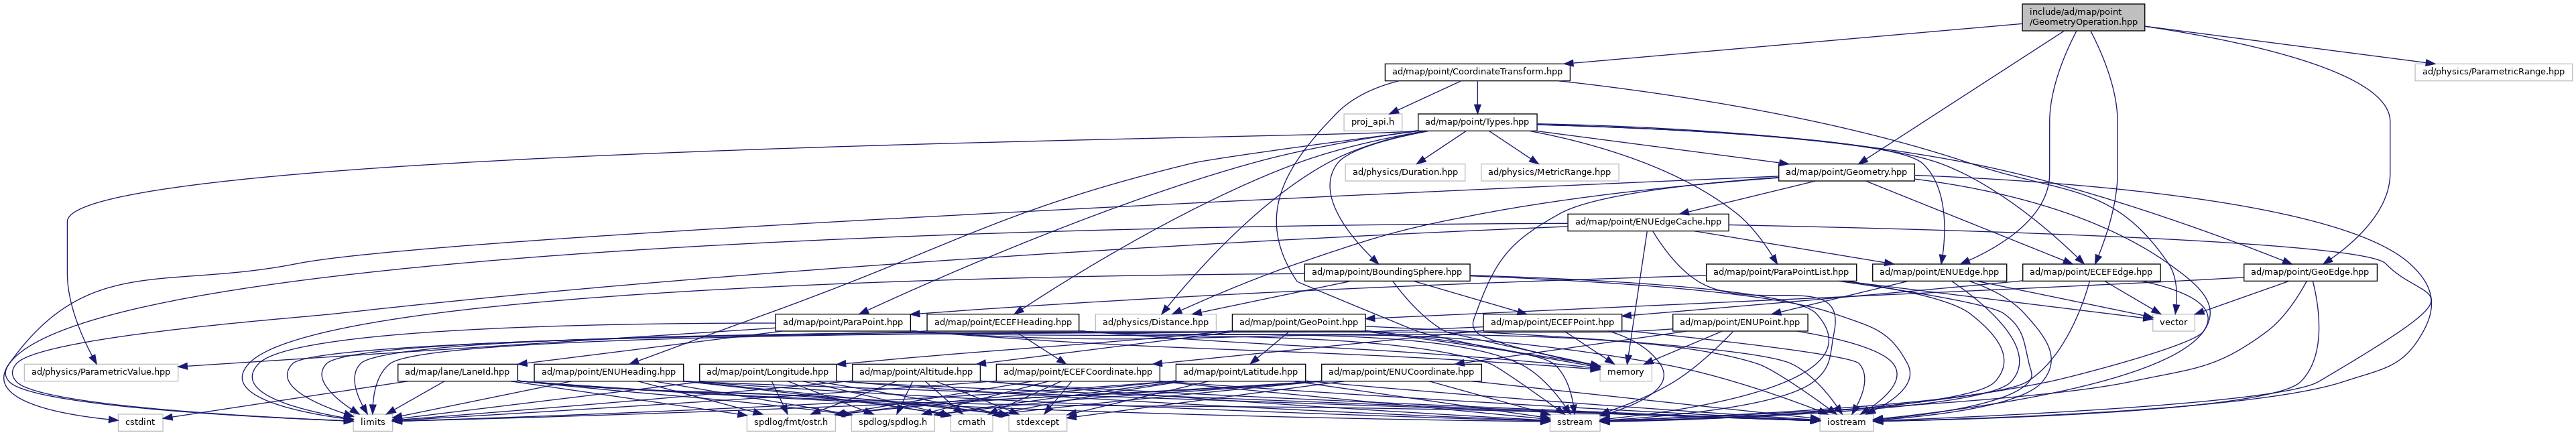 include/ad/map/point
/GeometryOperation.hpp
ad/map/point/CoordinateTransform.hpp
ad/physics/ParametricRange.hpp
proj_api.h
ad/map/point/Types.hpp
ad/physics/Duration.hpp
ad/physics/MetricRange.hpp
ad/map/point/Geometry.hpp
ad/map/point/ENUEdgeCache.hpp
ad/map/point/BoundingSphere.hpp
ad/map/point/ParaPointList.hpp
ad/map/point/ENUEdge.hpp
ad/map/point/ECEFEdge.hpp
ad/map/point/GeoEdge.hpp
ad/map/point/ParaPoint.hpp
ad/map/point/ECEFHeading.hpp
ad/physics/Distance.hpp
ad/map/point/GeoPoint.hpp
ad/map/point/ECEFPoint.hpp
ad/map/point/ENUPoint.hpp
vector
ad/physics/ParametricValue.hpp
ad/map/lane/LaneId.hpp
ad/map/point/ENUHeading.hpp
ad/map/point/Longitude.hpp
ad/map/point/Altitude.hpp
ad/map/point/ECEFCoordinate.hpp
ad/map/point/Latitude.hpp
ad/map/point/ENUCoordinate.hpp
memory
cstdint
limits
spdlog/fmt/ostr.h
spdlog/spdlog.h
cmath
stdexcept
sstream
iostream